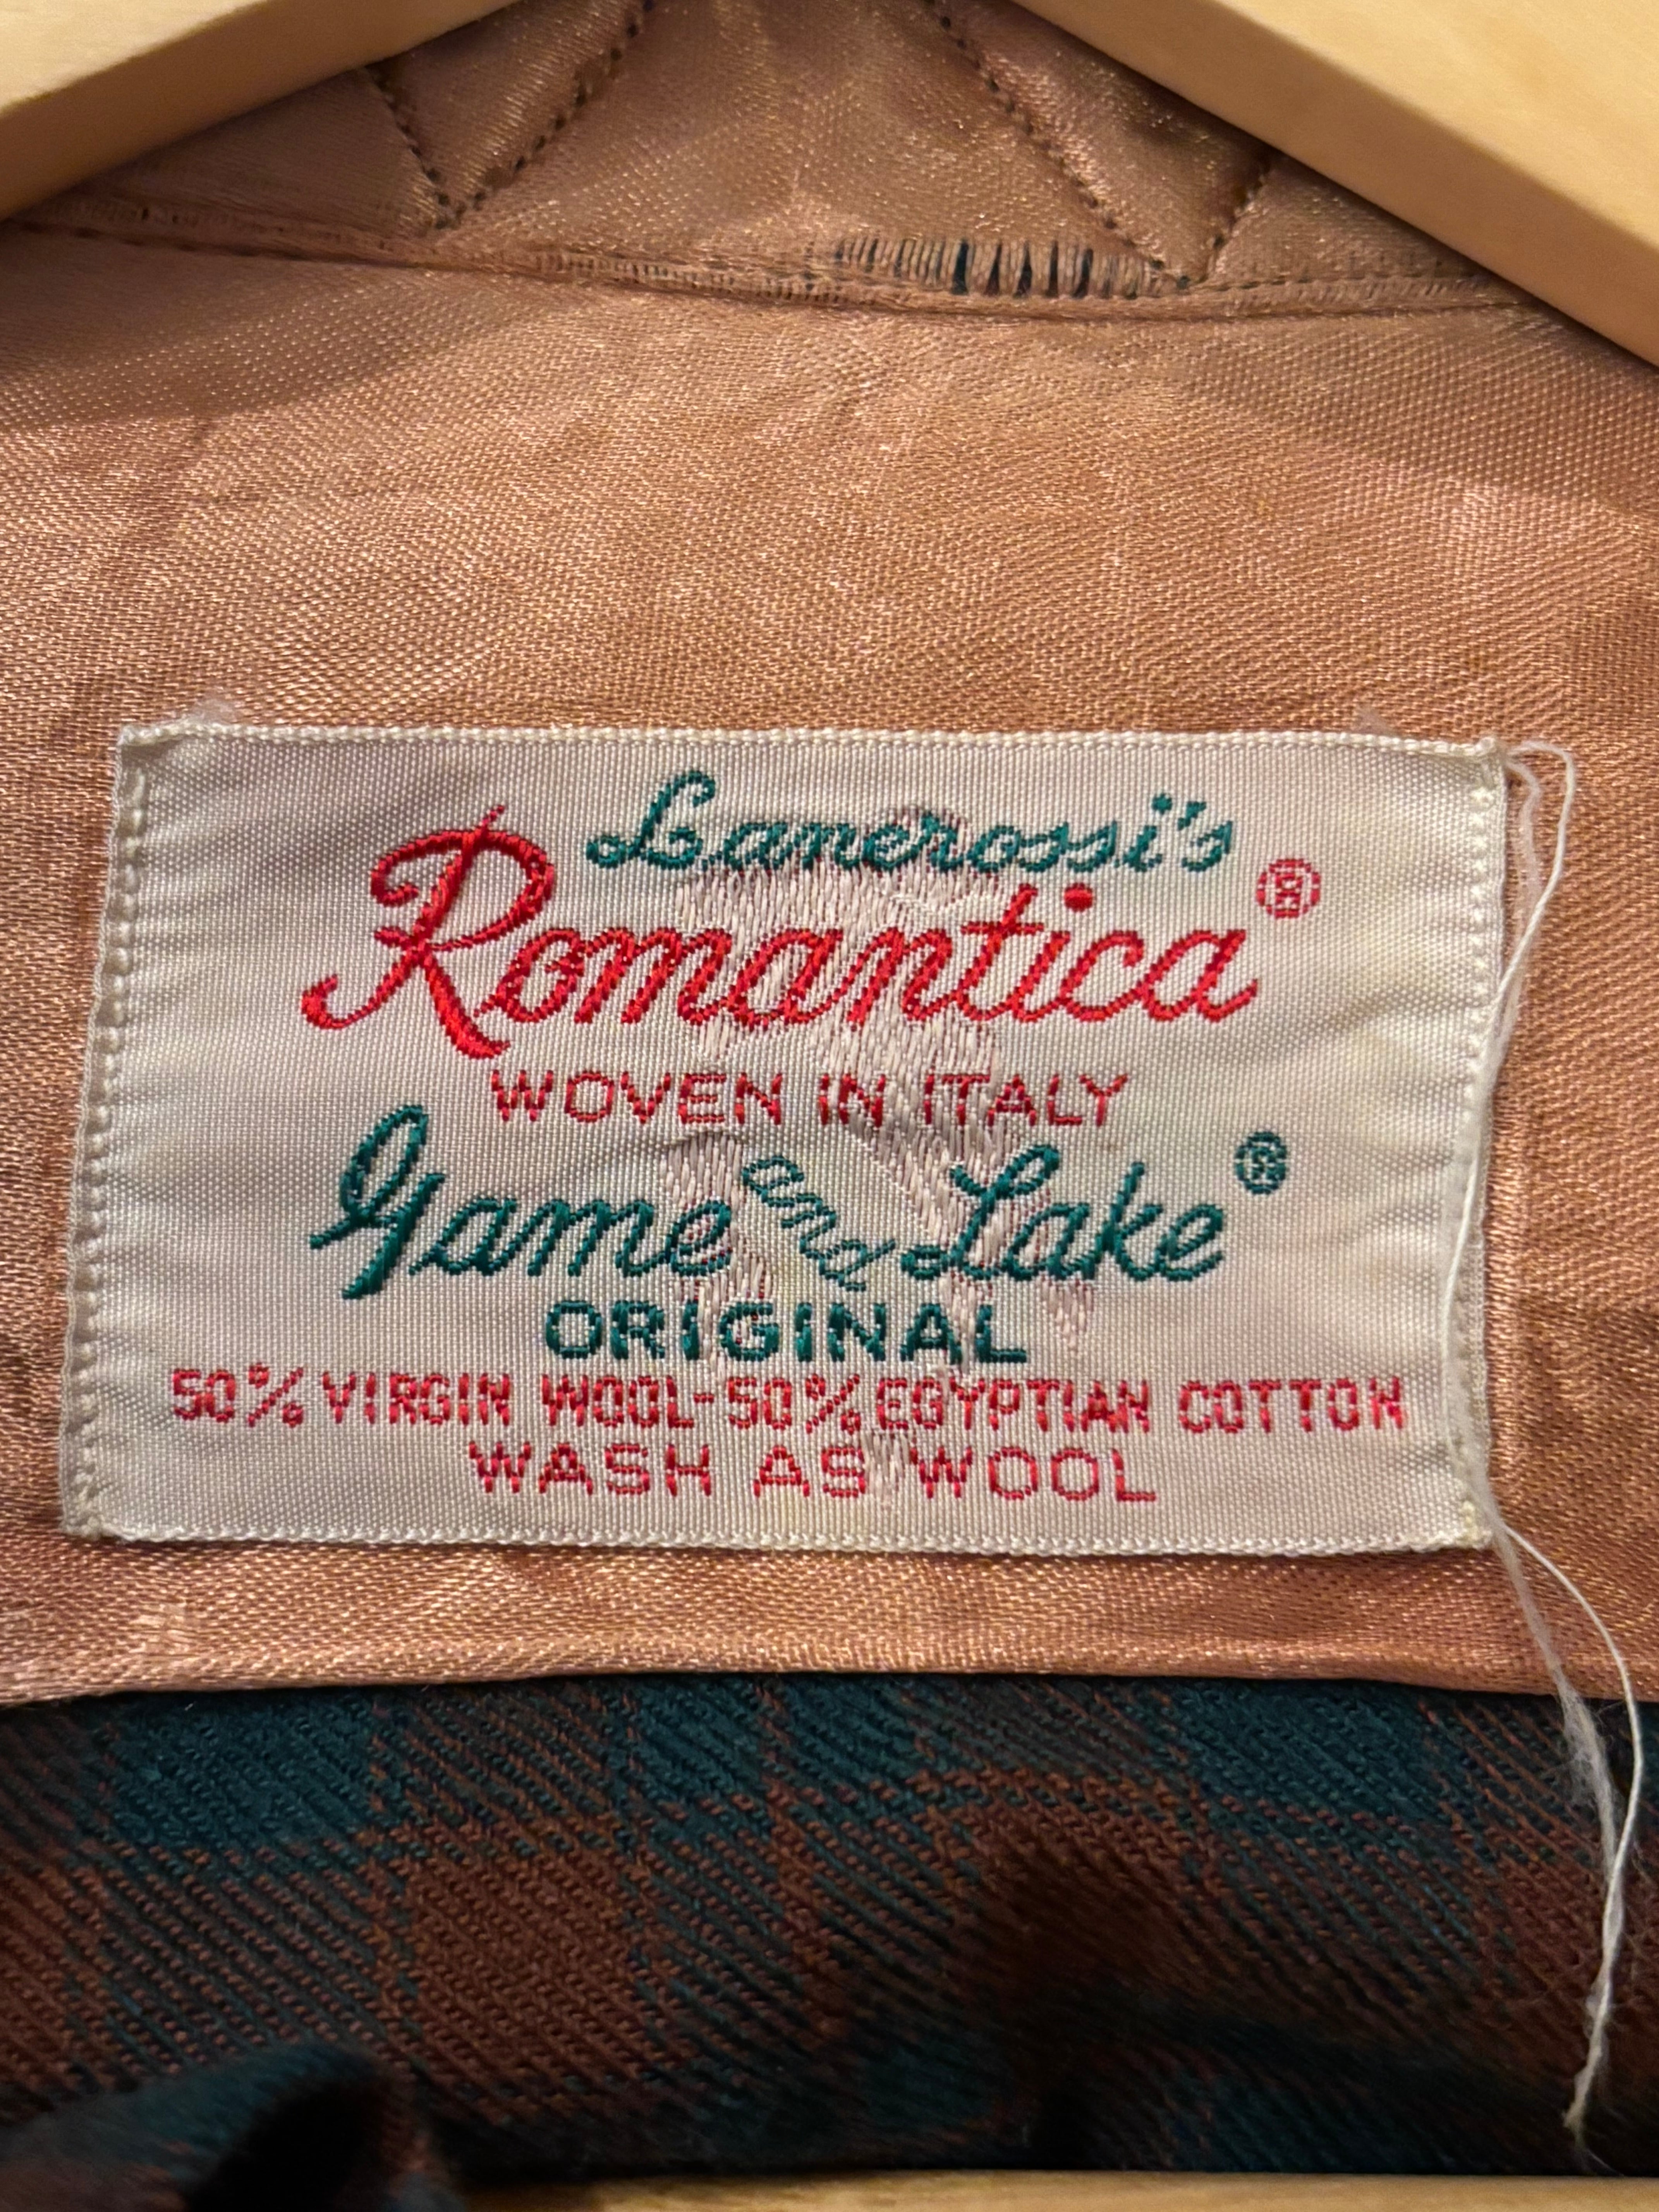 Lanerossi's
Romantica ®
WOVEN IN ITALY
Game and Lake ®
ORIGINAL
50% VIRGIN WOOL-50% EGYPTIAN COTTON
WASH AS WOOL